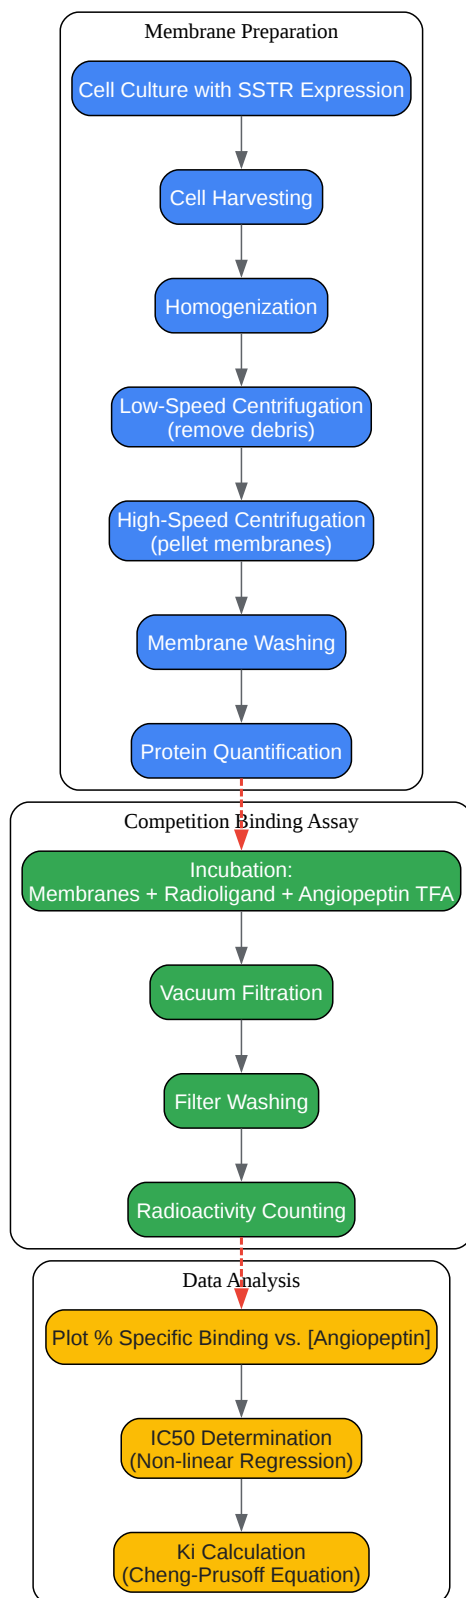 Membrane Preparation
Cell Culture with SSTR Expression
Cell Harvesting
Homogenization
Low-Speed Centrifugation
(remove debris)
High-Speed Centrifugation
(pellet membranes)
Membrane Washing
Protein Quantification
Competition Binding Assay
Incubation:
Membranes + Radioligand + Angiopeptin TFA
Vacuum Filtration
Filter Washing
Radioactivity Counting
Data Analysis
Plot % Specific Binding vs. [Angiopeptin]
IC50 Determination
(Non-linear Regression)
Ki Calculation
(Cheng-Prusoff Equation)